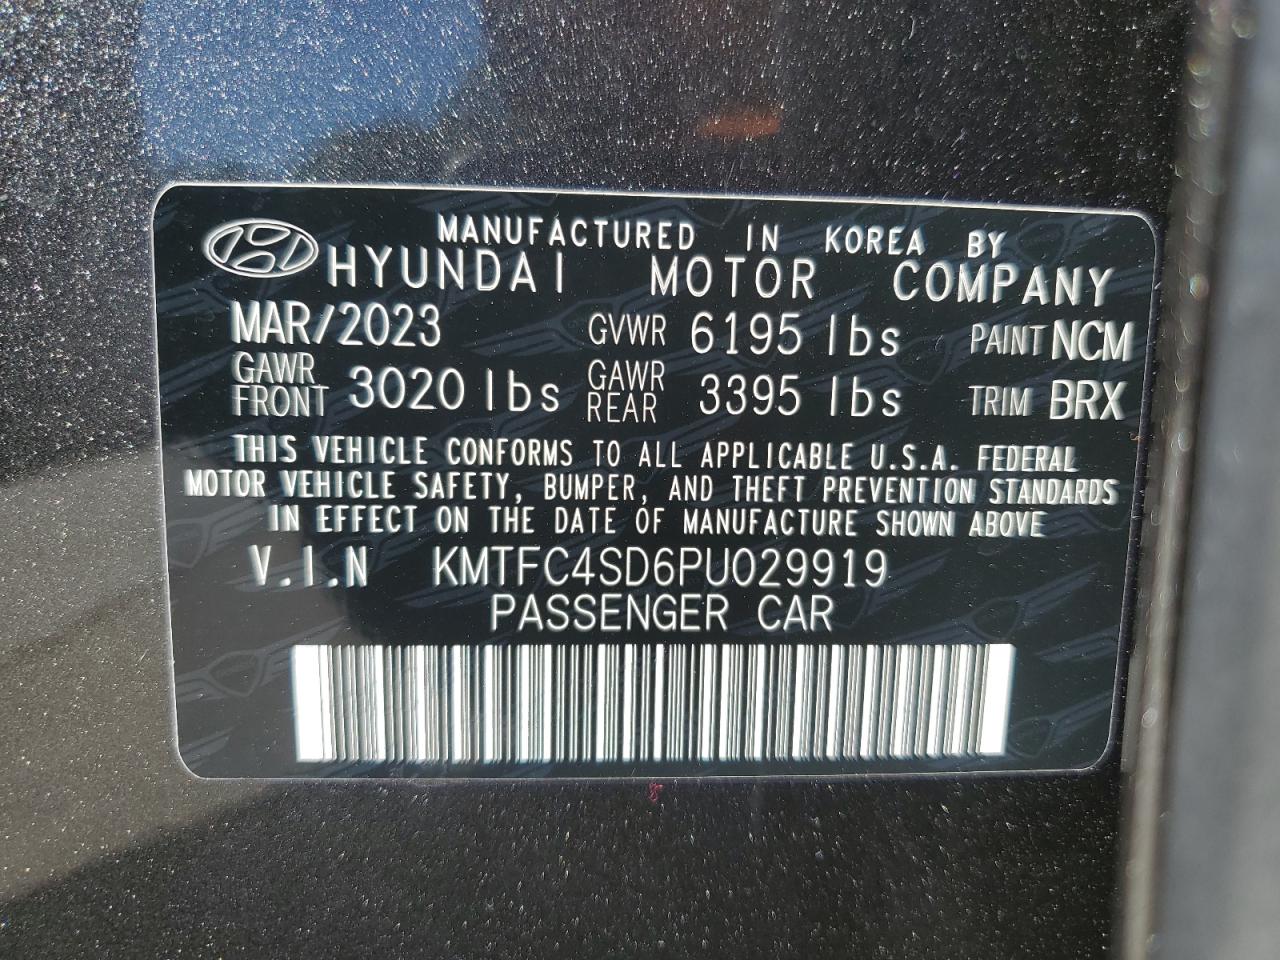 MANUFACTURED IN KOREA BY
HYUNDAI MOTOR COMPANY
MAR/2023 GVWR 6195 lbs PAINT NCM
GAWR FRONT 3020 lbs GAWR REAR 3395 lbs TRIM BRX
THIS VEHICLE CONFORMS TO ALL APPLICABLE U.S.A. FEDERAL
MOTOR VEHICLE SAFETY, BUMPER, AND THEFT PREVENTION STANDARDS
IN EFFECT ON THE DATE OF MANUFACTURE SHOWN ABOVE
V.I.N KMTFC4SD6PU029919
PASSENGER CAR